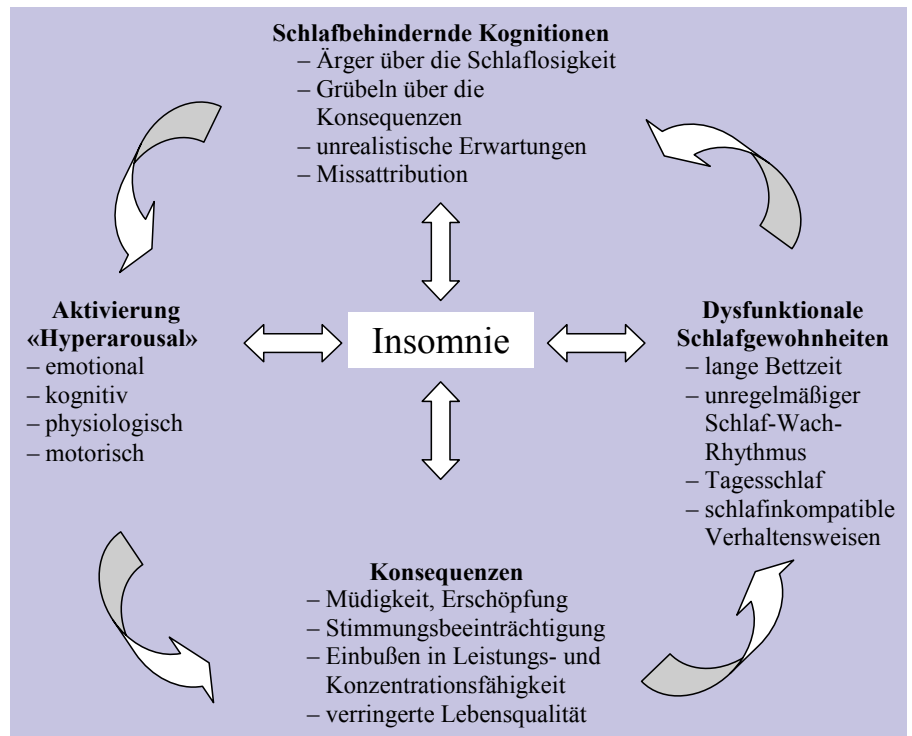 Schlafbehindernde Kognitionen
– Ärger über die Schlaflosigkeit
– Grübeln über die
Konsequenzen
– unrealistische Erwartungen
– Missattribution
Aktivierung
«Hyperarousal»
– emotional
– kognitiv
– physiologisch
– motorisch
Insomnie
Dysfunktionale
Schlafgewohnheiten
– lange Bettzeit
– unregelmäßiger
Schlaf-Wach-
Rhythmus
– Tagesschlaf
– schlafinkompatible
Verhaltensweisen
Konsequenzen
– Müdigkeit, Erschöpfung
– Stimmungsbeeinträchtigung
– Einbußen in Leistungs- und
Konzentrationsfähigkeit
– verringerte Lebensqualität